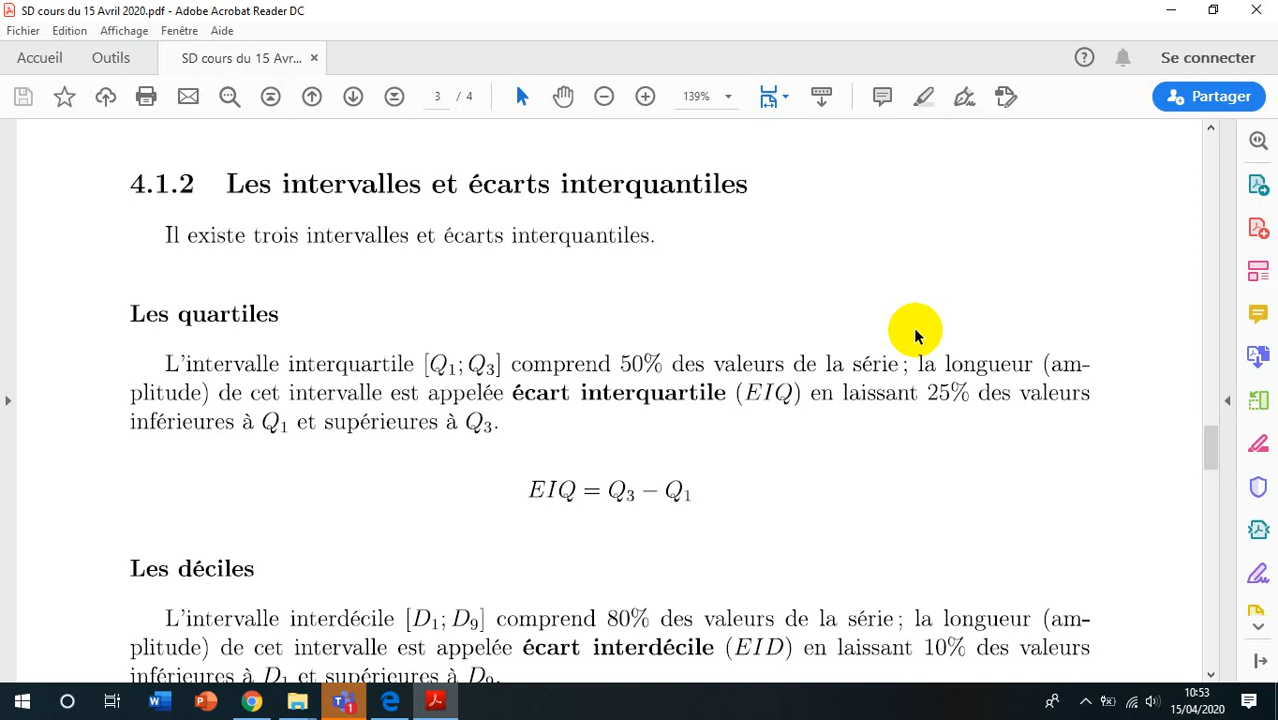 SD cours du 15 Avril 2020.pdf - Adobe Acrobat Reader DC
Fichier Edition Affichage Fenêtre Aide
Accueil Outils SD cours du 15 Avr... × Se connecter
3 / 4 139% Partager
4.1.2 Les intervalles et écarts interquantiles
Il existe trois intervalles et écarts interquantiles.
Les quartiles
L'intervalle interquartile [Q₁; Q₃] comprend 50% des valeurs de la série ; la longueur (am-
plitude) de cet intervalle est appelée écart interquartile (EIQ) en laissant 25% des valeurs
inférieures à Q₁ et supérieures à Q₃.
EIQ = Q₃ − Q₁
Les déciles
L'intervalle interdécile [D₁; D₉] comprend 80% des valeurs de la série ; la longueur (am-
plitude) de cet intervalle est appelée écart interdécile (EID) en laissant 10% des valeurs
inférieures à D₁ et supérieures à D₉.
10:53
15/04/2020